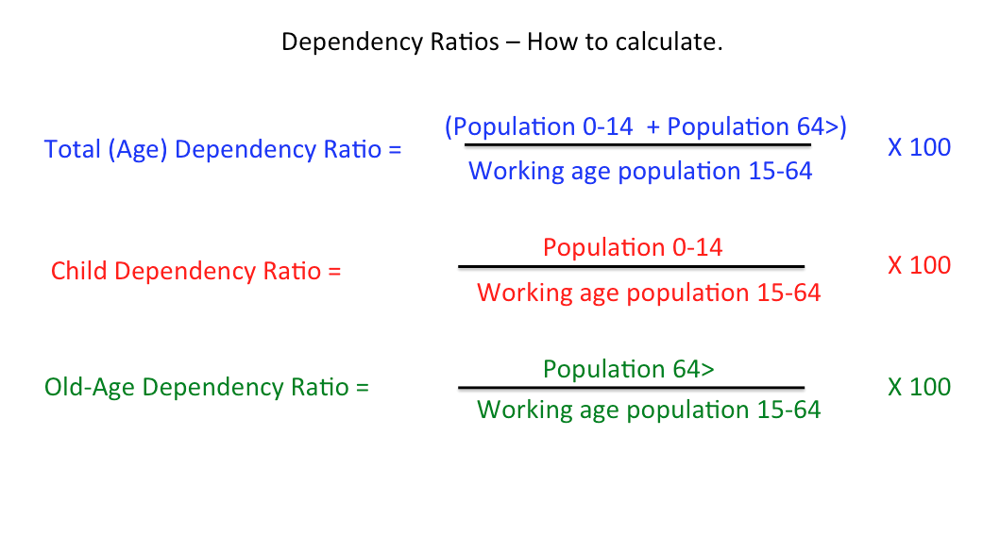 Dependency Ratios – How to calculate.
(Population 0-14 + Population 64>)
Total (Age) Dependency Ratio =
X 100
Working age population 15-64
Population 0-14
Child Dependency Ratio =
X 100
Working age population 15-64
Population 64>
Old-Age Dependency Ratio =
X 100
Working age population 15-64